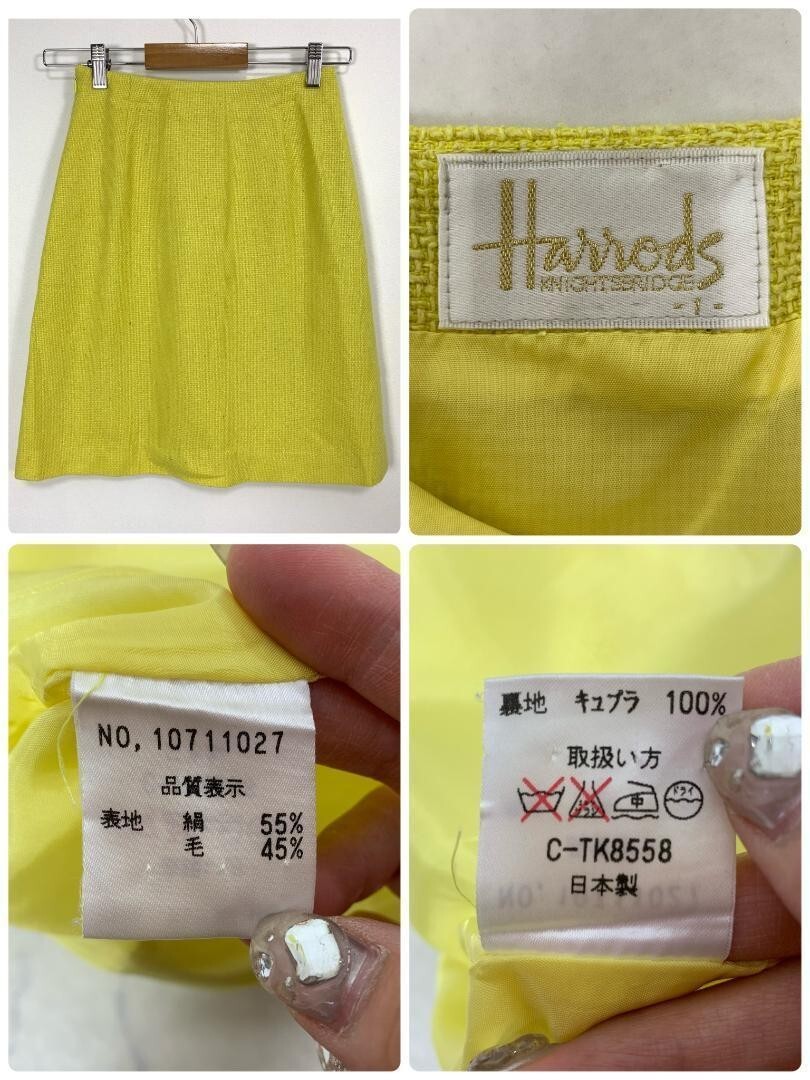 Harrods
KNIGHTSBRIDGE
- 1 -
NO, 10711027
品質表示
表地 絹 55%
毛 45%
裏地 キュプラ 100%
取扱い方
中 ドライ
C-TK8558
日本製